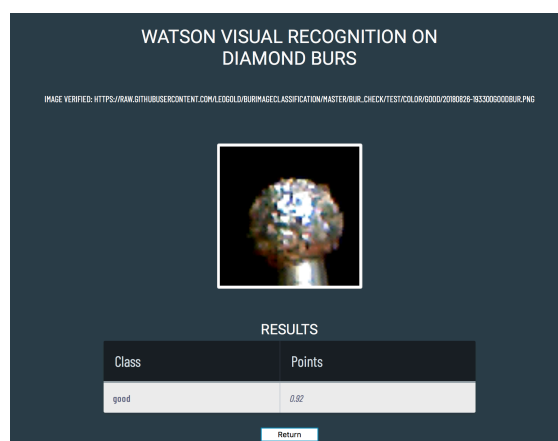 WATSON VISUAL RECOGNITION ON
DIAMOND BURS
IMAGE VERIFIED: HTTPS://RAW.GITHUBUSERCONTENT.COM/LEOGOLD/BURIMAGECLASSIFICATION/MASTER/BUR_CHECK/TEST/COLOR/GOOD/20180826-193300GOODBUR.PNG
RESULTS
Class Points
good 0.92
Return